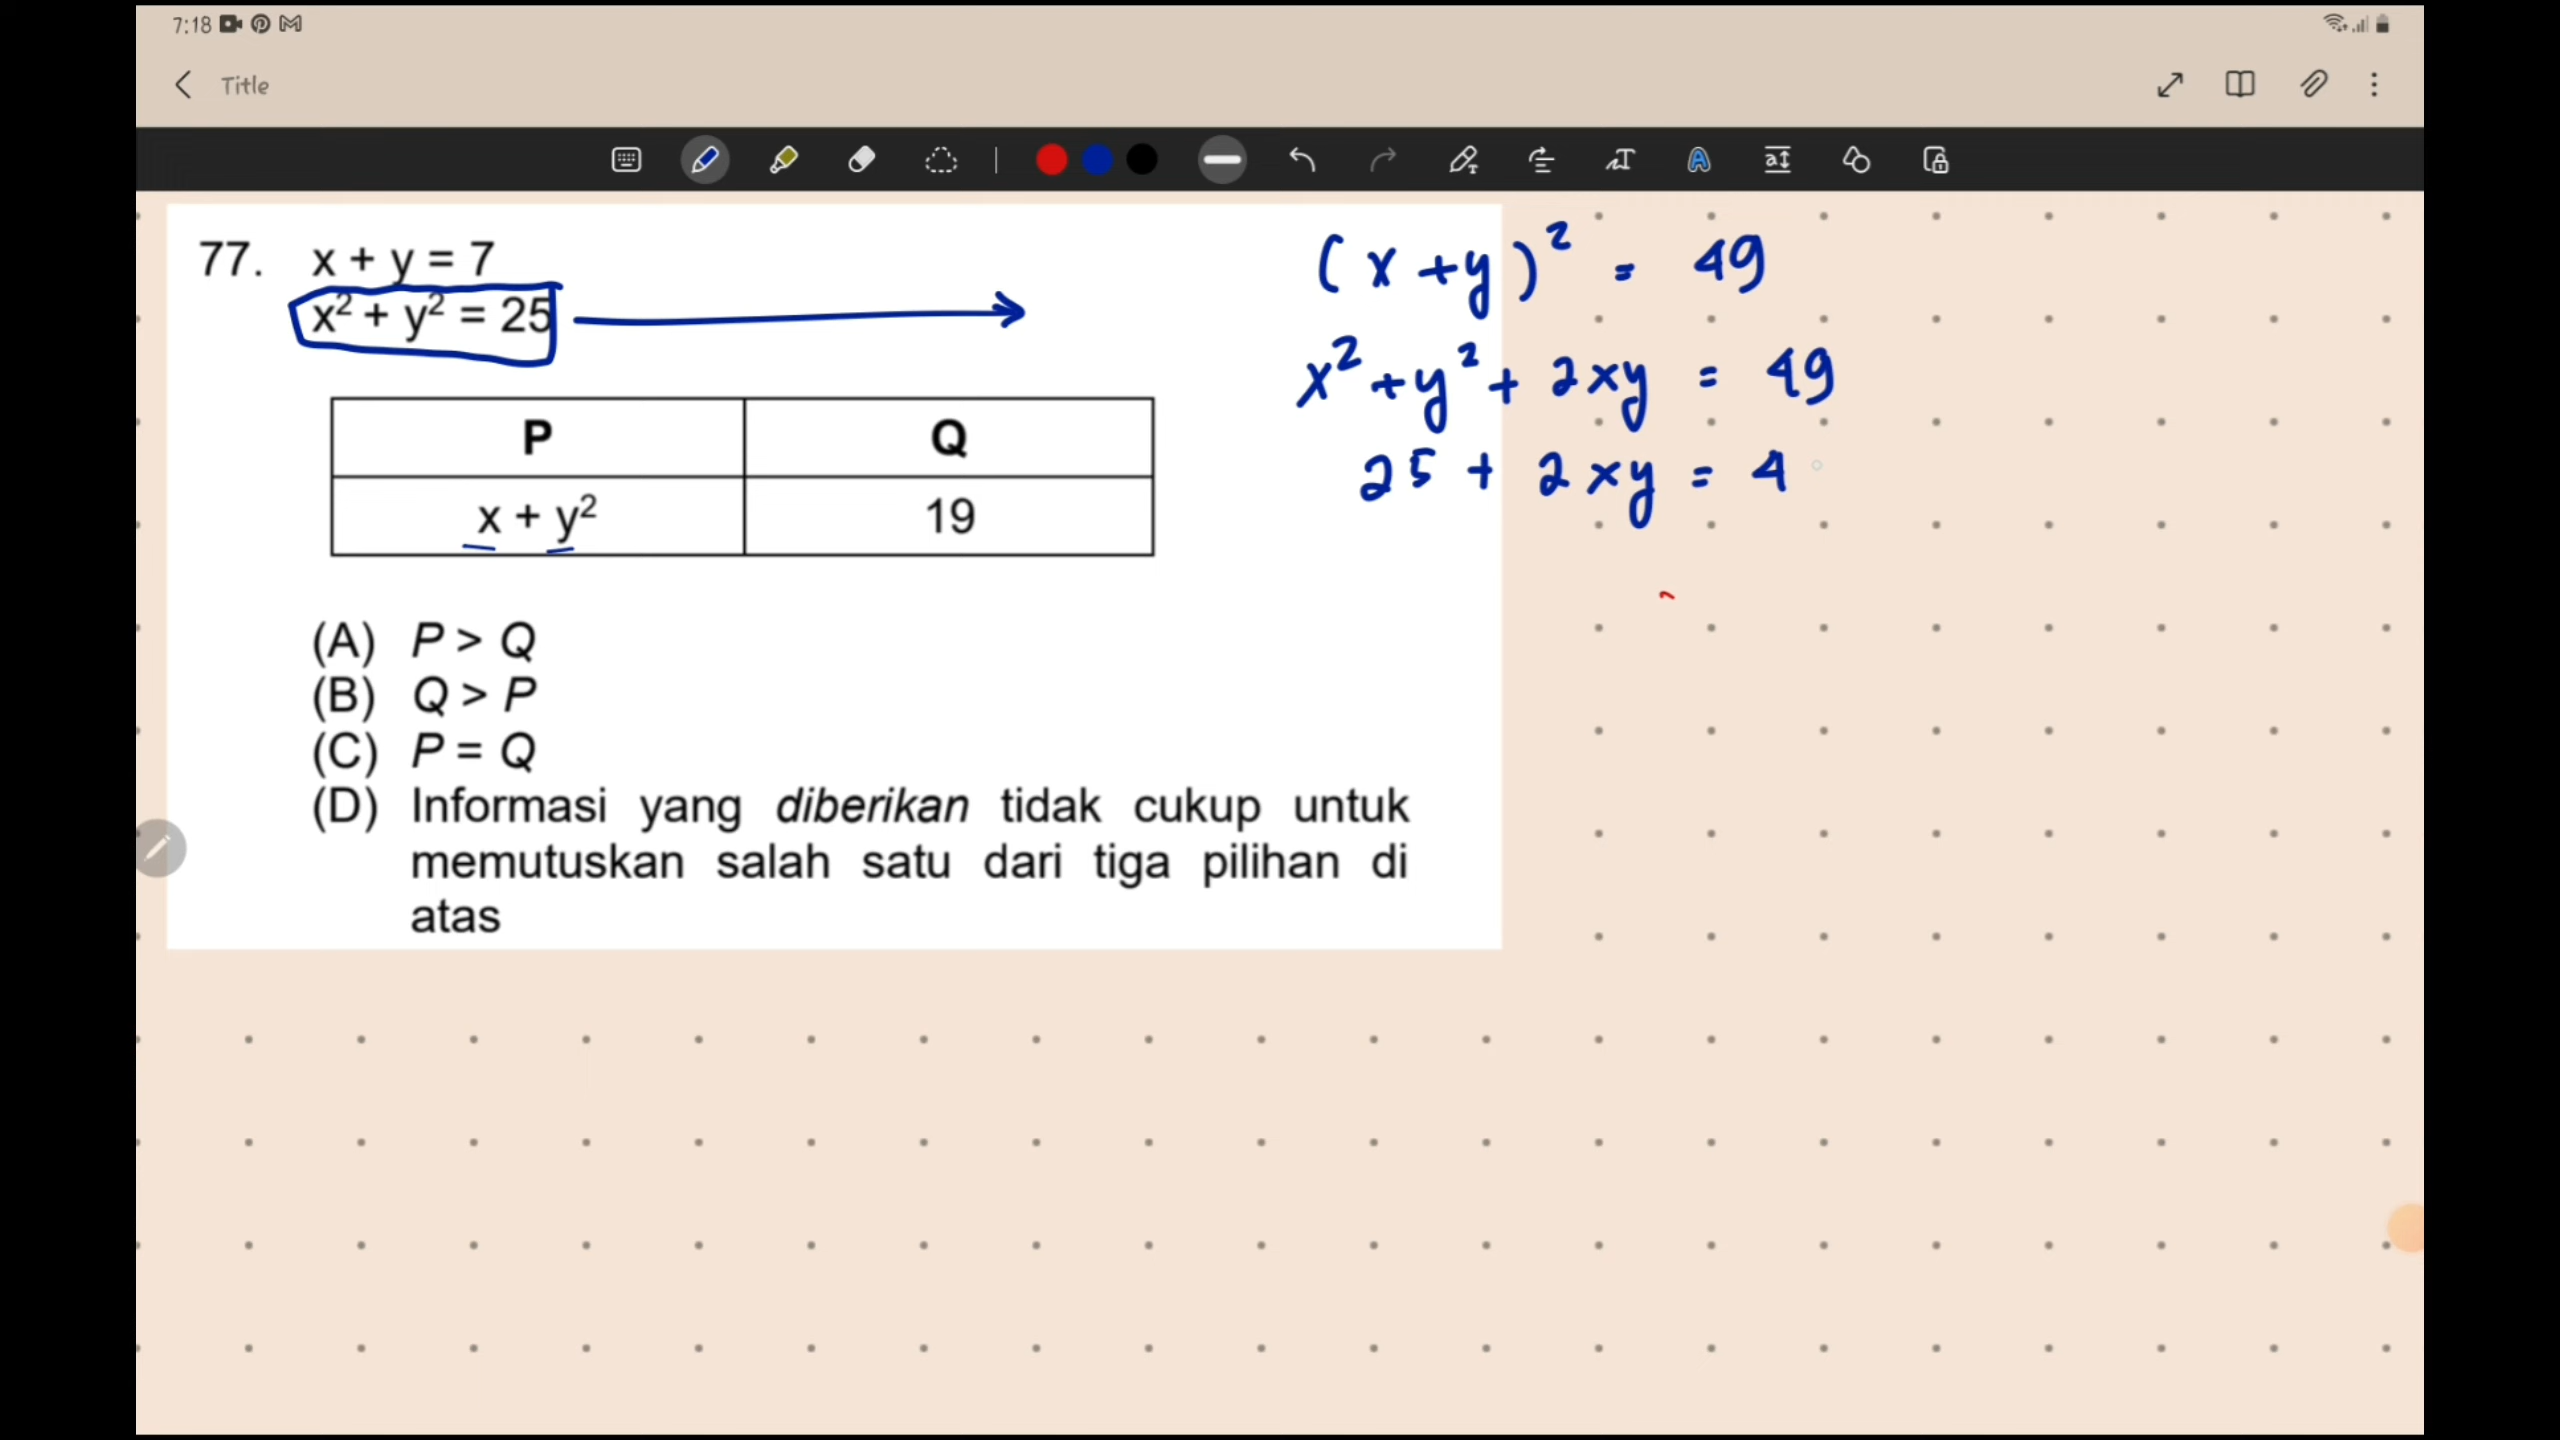 7:18
Title
77. x + y = 7
x² + y² = 25
P Q
x + y² 19
(A) P > Q
(B) Q > P
(C) P = Q
(D) Informasi yang diberikan tidak cukup untuk
memutuskan salah satu dari tiga pilihan di
atas
(x + y)² = 49
x² + y² + 2xy = 49
25 + 2xy = 4